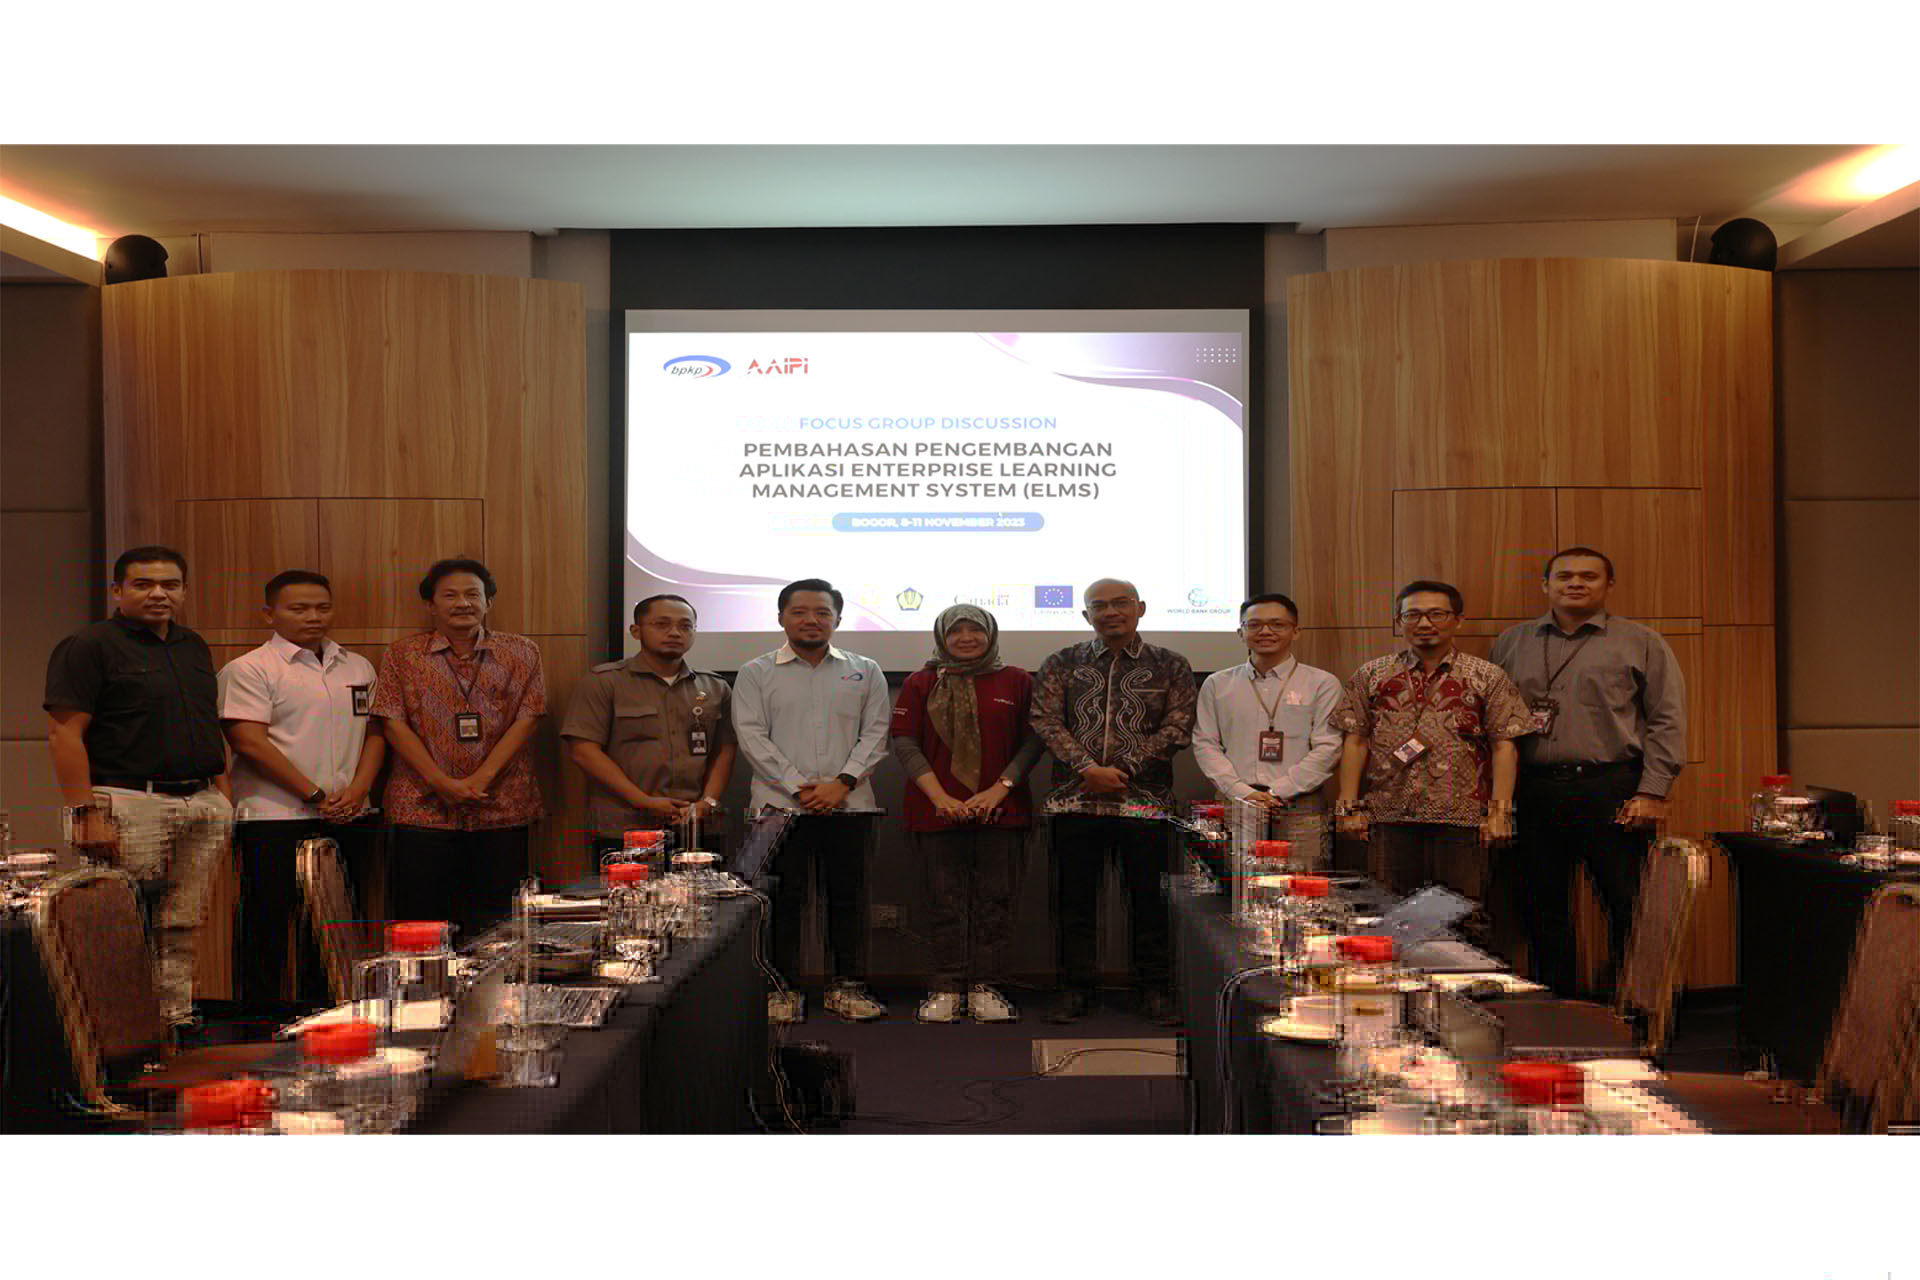 bpkp AAIPI
FOCUS GROUP DISCUSSION
PEMBAHASAN PENGEMBANGAN
APLIKASI ENTERPRISE LEARNING
MANAGEMENT SYSTEM (ELMS)
BOGOR, 8-11 NOVEMBER 2023
Canada
WORLD BANK GROUP